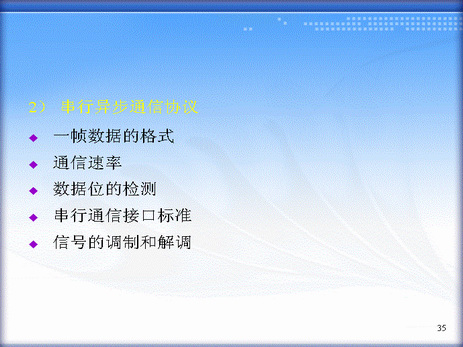 2） 串行异步通信协议
◆ 一帧数据的格式
◆ 通信速率
◆ 数据位的检测
◆ 串行通信接口标准
◆ 信号的调制和解调
35